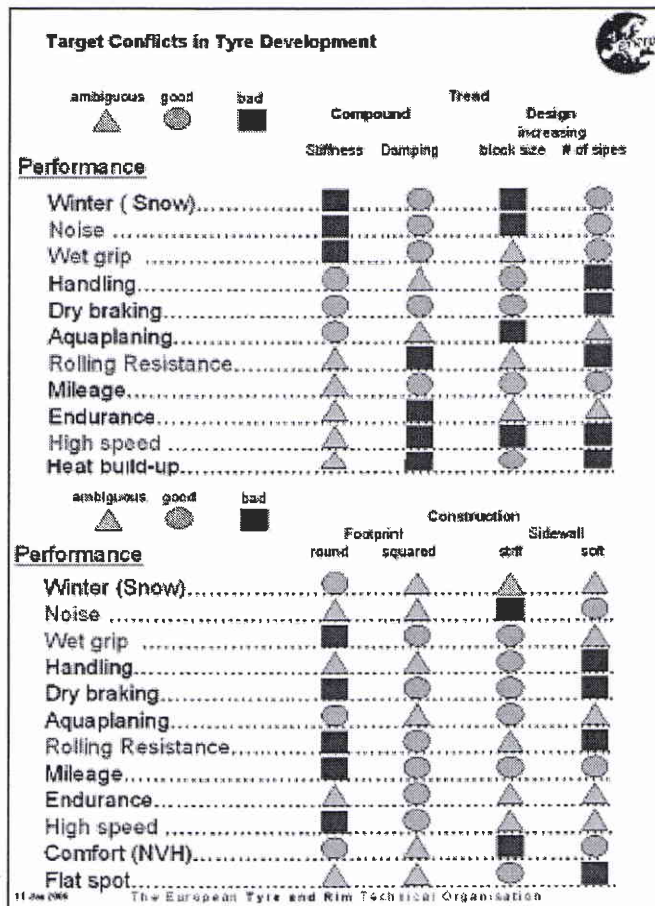 Target Conflicts in Tyre Development
ambiguous good bad
Tread
Compound Design
increasing
Stiffness Damping block size # of sipes
Performance
Winter ( Snow)
Noise
Wet grip
Handling
Dry braking
Aquaplaning
Rolling Resistance
Mileage
Endurance
High speed
Heat build-up
ambiguous good bad
Construction
Footprint Sidewall
Performance round squared stiff soft
Winter (Snow)
Noise
Wet grip
Handling
Dry braking
Aquaplaning
Rolling Resistance
Mileage
Endurance
High speed
Comfort (NVH)
Flat spot
The European Tyre and Rim Technical Organisation